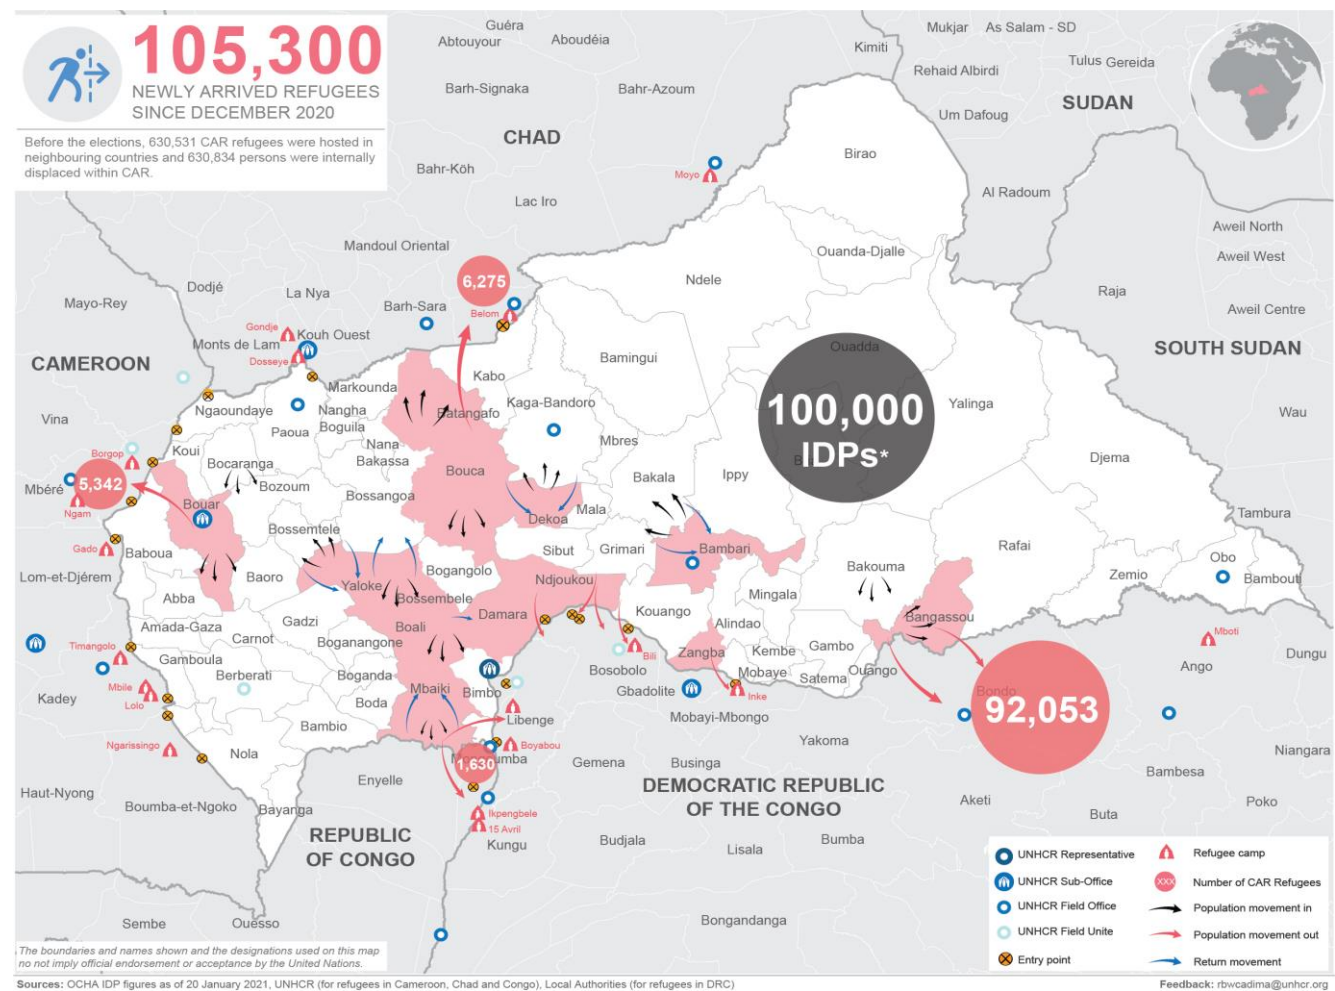 105,300
NEWLY ARRIVED REFUGEES
SINCE DECEMBER 2020
Before the elections, 630,531 CAR refugees were hosted in
neighbouring countries and 630,834 persons were internally
displaced within CAR.
Guéra
Abtouyour
Aboudéia
Mukjar
As Salam - SD
Kimiti
Rehaid Albirdi
Tulus
Gereida
Barh-Signaka
Bahr-Azoum
SUDAN
Um Dafoug
CHAD
Birao
Bahr-Köh
Moyo
Al Radoum
Lac Iro
Aweil North
Mandoul Oriental
Ouanda-Djalle
Aweil West
6,275
Ndele
Dodjé
La Nya
Raja
Mayo-Rey
Barh-Sara
Belom
Aweil Centre
Gondje
Kouh Ouest
Monts de Lam
Ouadda
SOUTH SUDAN
CAMEROON
Dosseye
Bamingui
Kabo
Markounda
100,000
IDPs*
Yalinga
Vina
Ngaoundaye
Nangha
Boguila
Batangafo
Kaga-Bandoro
Wau
Paoua
Nana
Bakassa
Mbres
Koui
Borgop
Bocaranga
Bouca
Bakala
Ippy
Djema
Mbéré
5,342
Bozoum
Bossangoa
Ngam
Bouar
Dekoa
Mala
Tambura
Bossemtele
Gado
Baboua
Sibut
Grimari
Bambari
Rafai
Obo
Lom-et-Djérem
Baoro
Yaloke
Bogangolo
Ndjoukou
Bakouma
Zemio
Bambouti
Abba
Bossembele
Mingala
Damara
Kouango
Bangassou
Amada-Gaza
Gadzi
Boali
Alindao
Mboti
Timangolo
Carnot
Boganangone
Zangba
Kembe
Gambo
Dungu
Gamboula
Bosobolo
Bili
Ango
Berberati
Boganda
Mobaye
Satema
Ouango
Kadey
Mbile
Lolo
Mbaiki
Bimbo
Gbadolite
Inke
Bondo
Boda
92,053
Bambio
Libenge
Mobayi-Mbongo
Ngarissingo
Nola
Boyabou
Yakoma
Niangara
1,630
Gemena
Businga
Bambesa
Enyelle
DEMOCRATIC REPUBLIC
OF THE CONGO
Haut-Nyong
Boumba-et-Ngoko
Bayanga
Aketi
Poko
Ikpengbele
15 Avril
Buta
REPUBLIC
OF CONGO
Kungu
Budjala
Lisala
Bumba
UNHCR Representative
Refugee camp
UNHCR Sub-Office
XXX
Number of CAR Refugees
UNHCR Field Office
Population movement in
Sembe
Ouesso
Bongandanga
UNHCR Field Unite
Population movement out
Entry point
Return movement
The boundaries and names shown and the designations used on this map
no not imply official endorsement or acceptance by the United Nations.
Sources: OCHA IDP figures as of 20 January 2021, UNHCR (for refugees in Cameroon, Chad and Congo), Local Authorities (for refugees in DRC)
Feedback: rbwcadima@unhcr.org